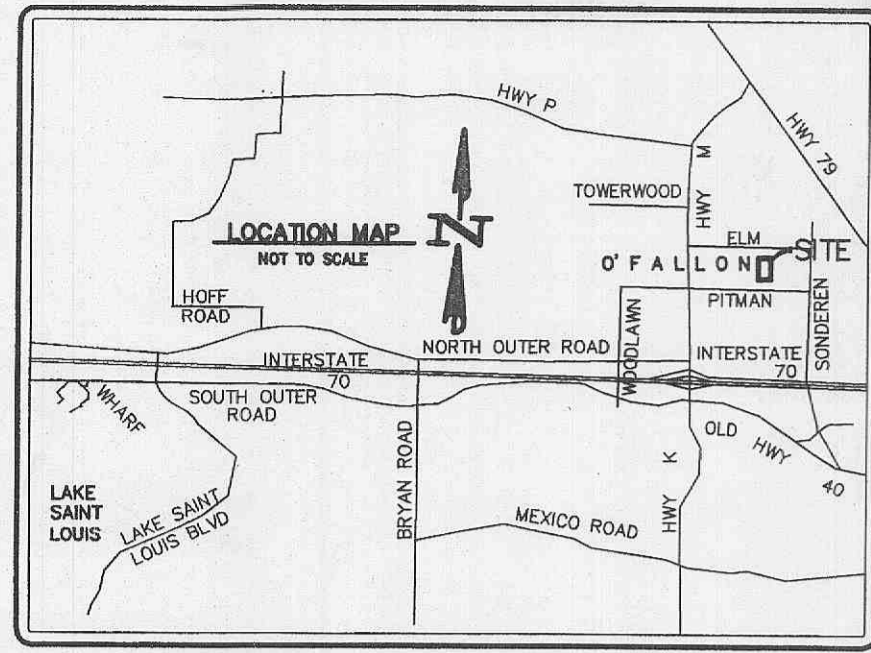 HWY P
HWY 79
HWY M
TOWERWOOD
LOCATION MAP
NOT TO SCALE
N
ELM
SITE
O'FALLON
HOFF
ROAD
PITMAN
WOODLAWN
SONDEREN
NORTH OUTER ROAD
INTERSTATE
70
INTERSTATE
70
WHARF
SOUTH OUTER
ROAD
BRYAN ROAD
OLD
HWY
40
HWY K
LAKE
SAINT
LOUIS
LAKE SAINT
LOUIS BLVD
MEXICO ROAD